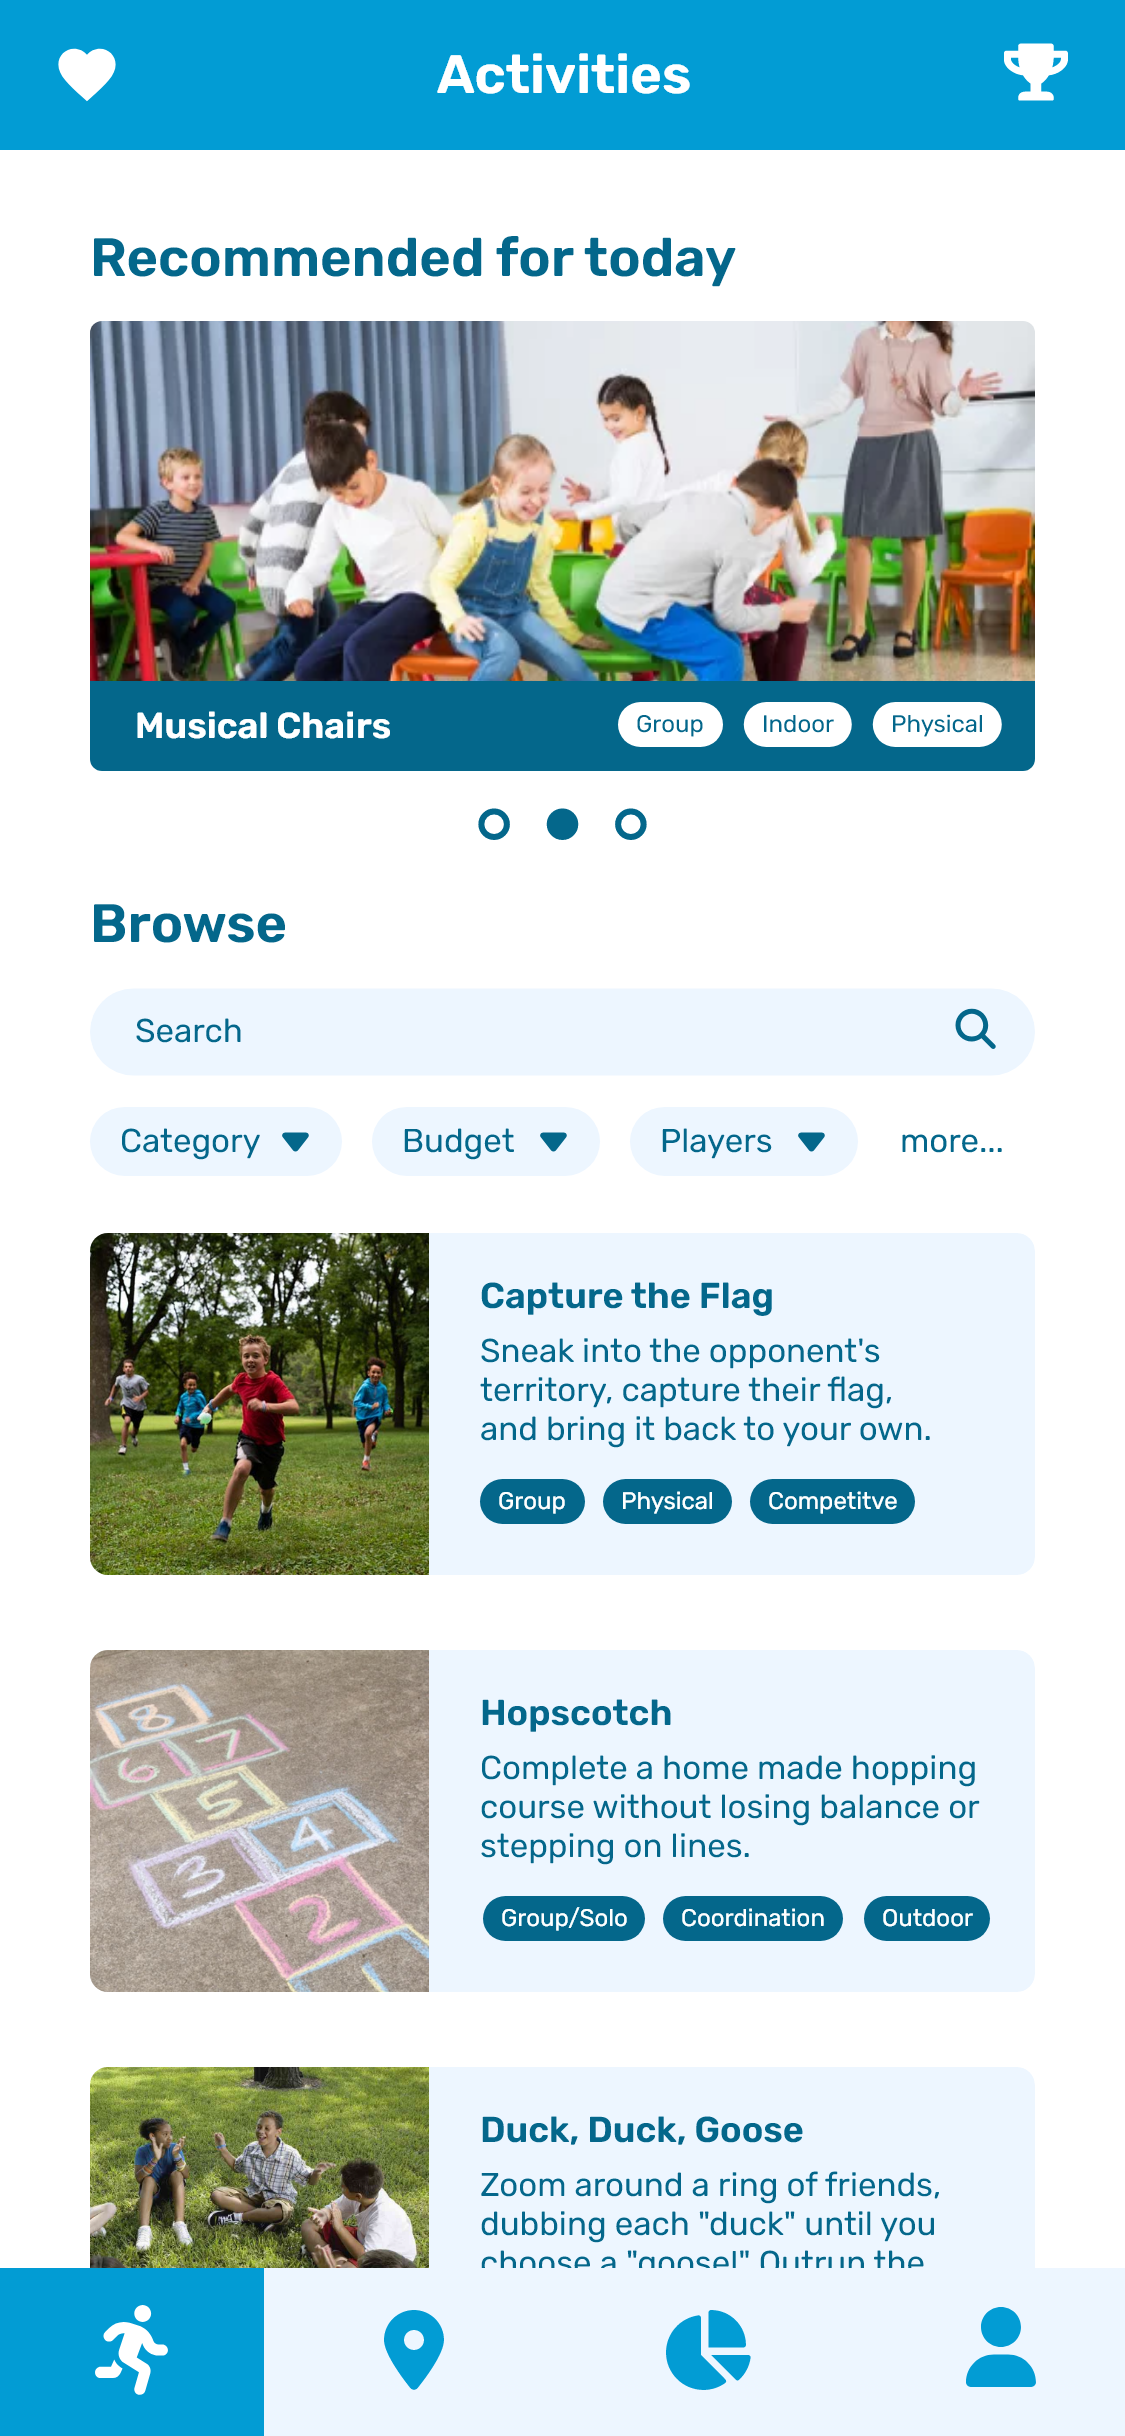 Activities
Recommended for today
Musical Chairs
Group
Indoor
Physical
Browse
Search
Category
Budget
Players
more...
Capture the Flag
Sneak into the opponent's
territory, capture their flag,
and bring it back to your own.
Group
Physical
Competitve
8
7
6
5
4
3
2
Hopscotch
Complete a home made hopping
course without losing balance or
stepping on lines.
Group/Solo
Coordination
Outdoor
Duck, Duck, Goose
Zoom around a ring of friends,
dubbing each "duck" until you
choose a "goose!" Outrun the